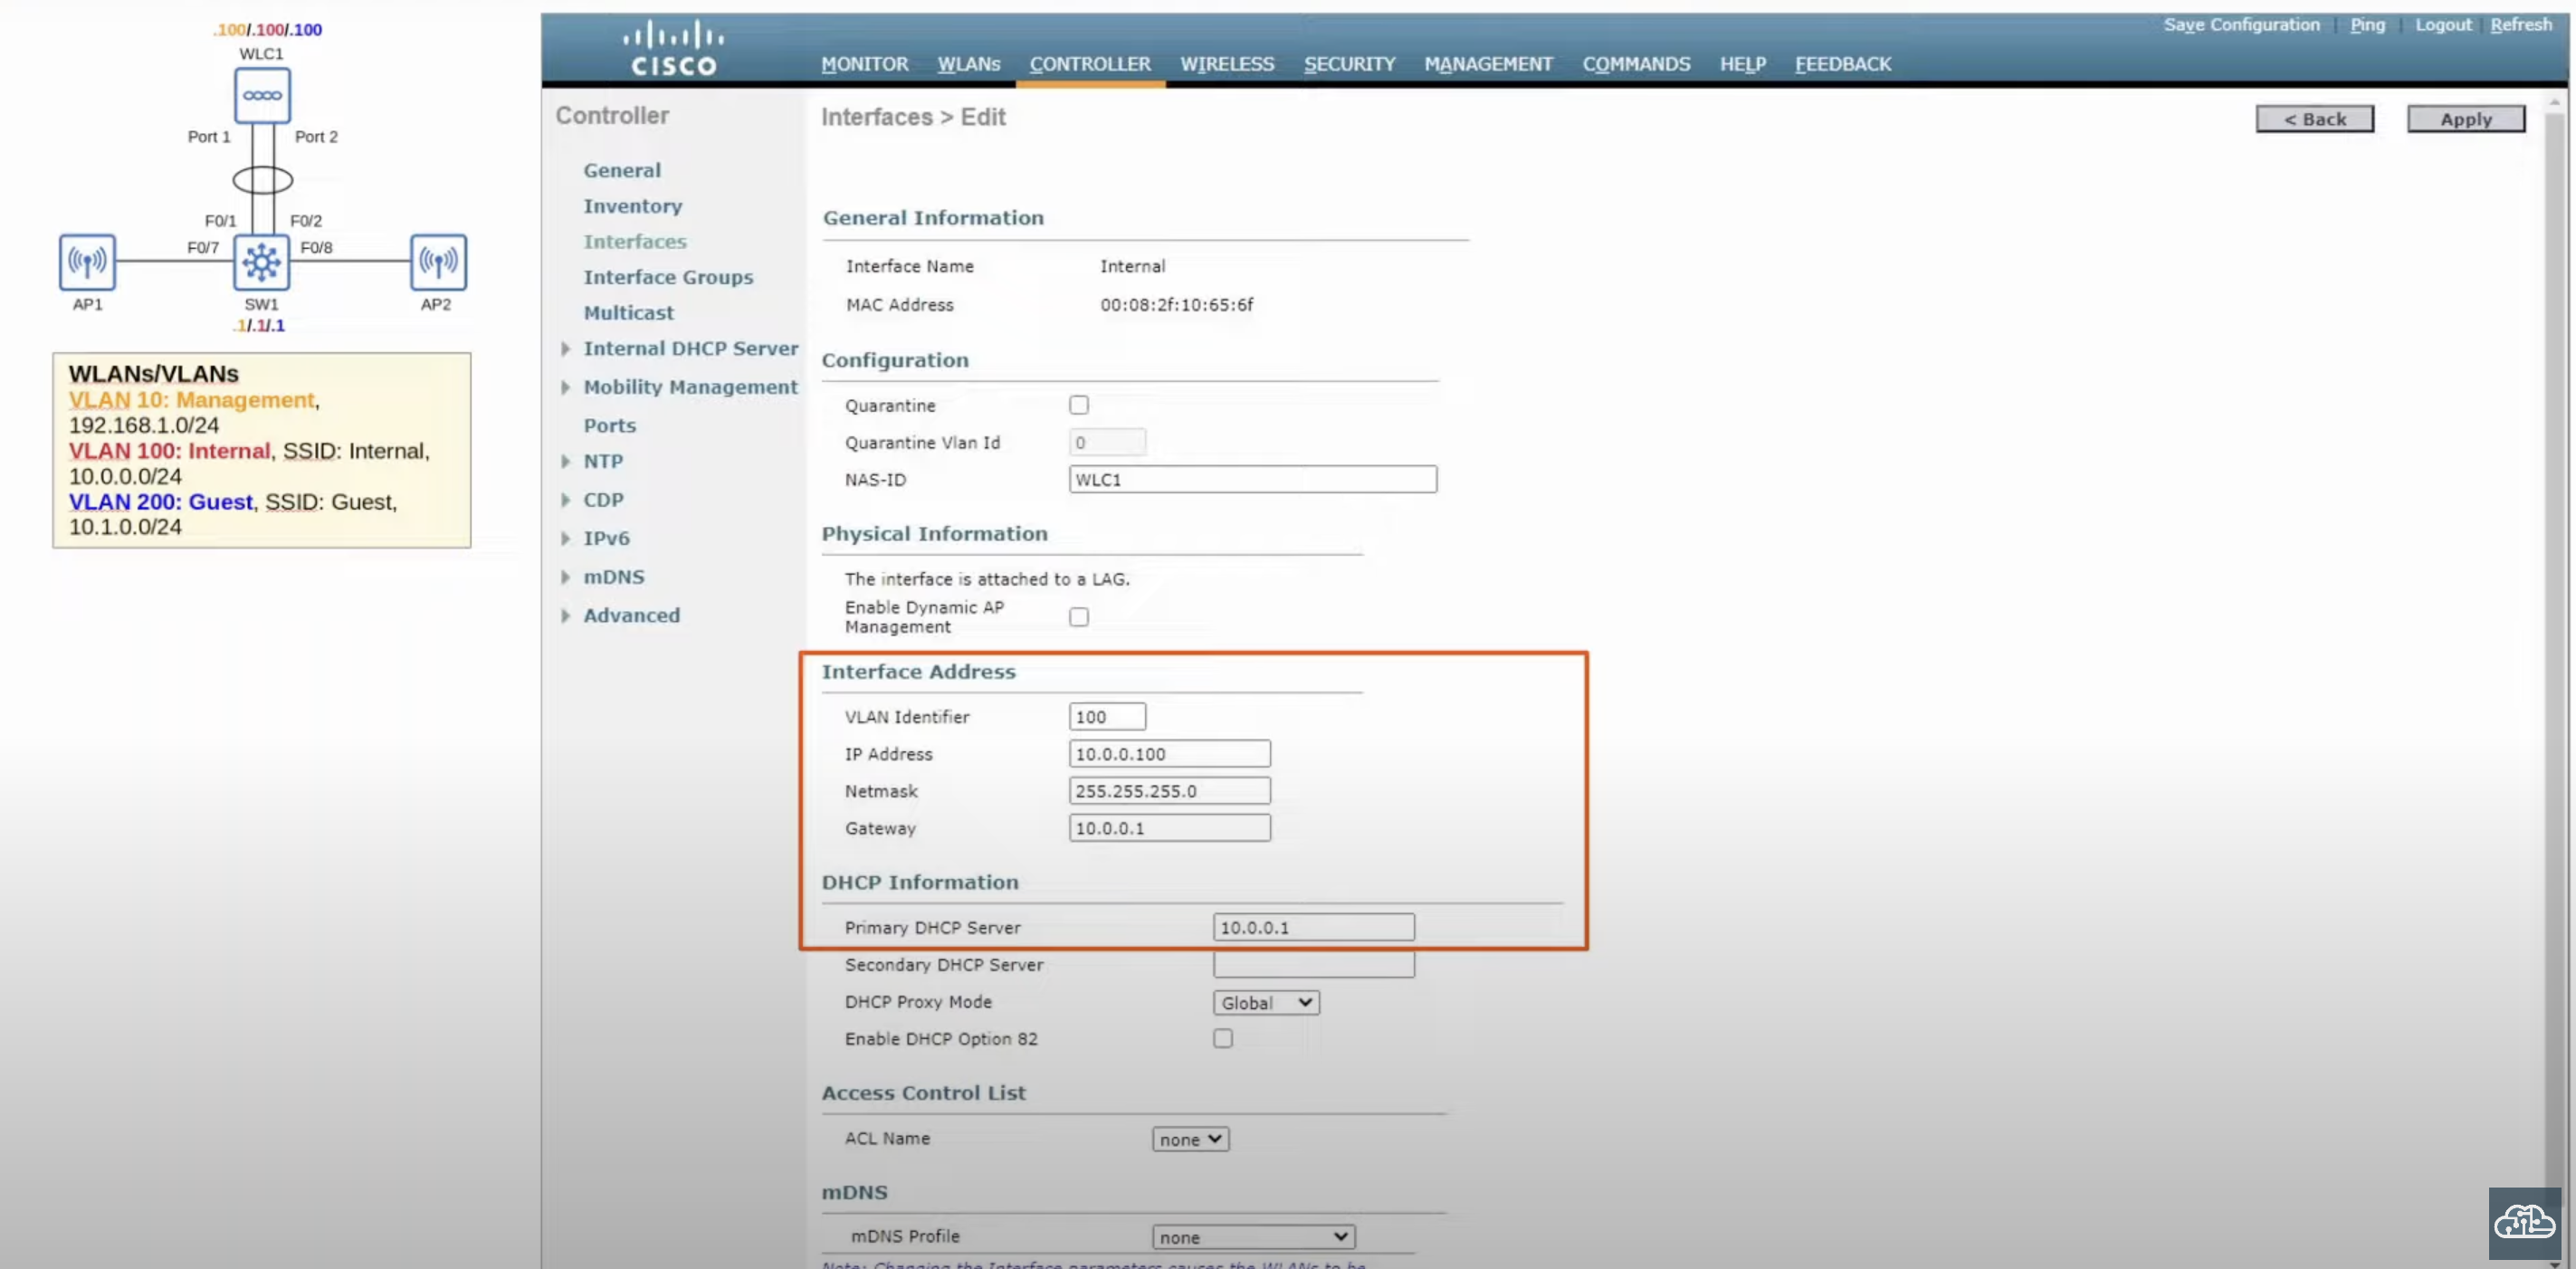 .100/.100/.100
WLC1
Port 1
Port 2
F0/1
F0/2
F0/7
F0/8
AP1
SW1
AP2
.1/.1/.1
WLANs/VLANs
VLAN 10: Management,
192.168.1.0/24
VLAN 100: Internal, SSID: Internal,
10.0.0.0/24
VLAN 200: Guest, SSID: Guest,
10.1.0.0/24
Save Configuration Ping Logout Refresh
CISCO
MONITOR WLANs CONTROLLER WIRELESS SECURITY MANAGEMENT COMMANDS HELP FEEDBACK
Controller
General
Inventory
Interfaces
Interface Groups
Multicast
Internal DHCP Server
Mobility Management
Ports
NTP
CDP
IPv6
mDNS
Advanced
Interfaces > Edit
< Back
Apply
General Information
Interface Name Internal
MAC Address 00:08:2f:10:65:6f
Configuration
Quarantine
Quarantine Vlan Id 0
NAS-ID WLC1
Physical Information
The interface is attached to a LAG.
Enable Dynamic AP
Management
Interface Address
VLAN Identifier 100
IP Address 10.0.0.100
Netmask 255.255.255.0
Gateway 10.0.0.1
DHCP Information
Primary DHCP Server 10.0.0.1
Secondary DHCP Server
DHCP Proxy Mode Global
Enable DHCP Option 82
Access Control List
ACL Name none
mDNS
mDNS Profile none
Note: Changing the Interface parameters causes the WLANs to be